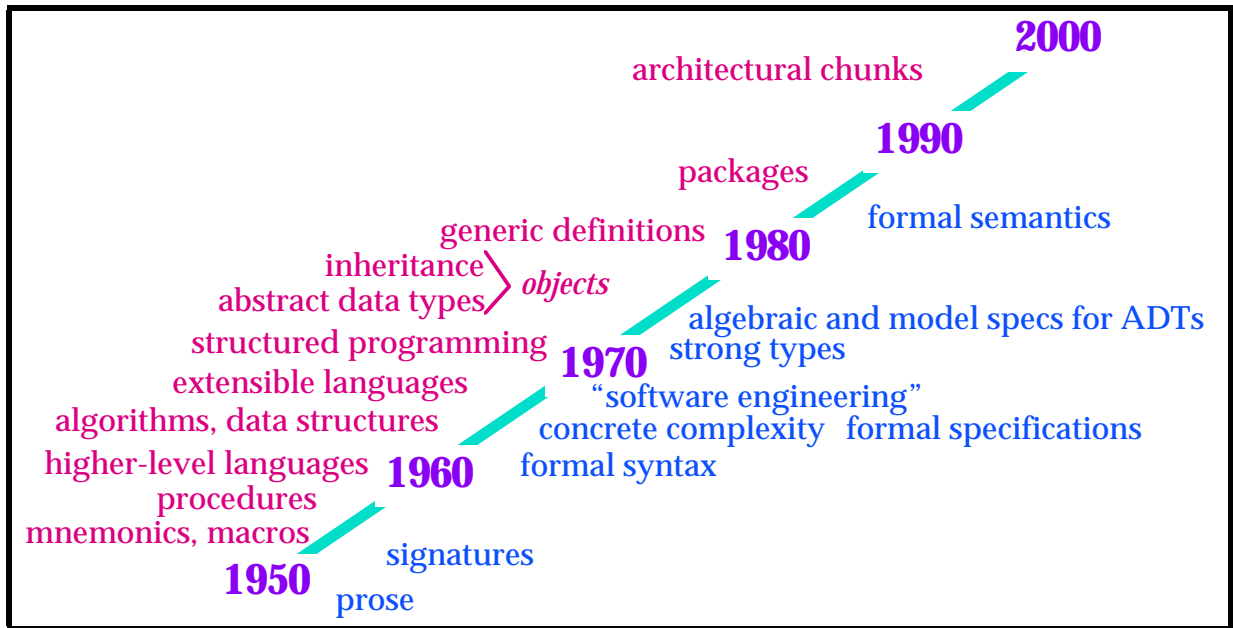 2000
architectural chunks
1990
packages
formal semantics
generic definitions
1980
inheritance
objects
abstract data types
algebraic and model specs for ADTs
structured programming
strong types
1970
extensible languages
“software engineering”
algorithms, data structures
concrete complexity formal specifications
higher-level languages
1960
formal syntax
procedures
mnemonics, macros
signatures
1950
prose